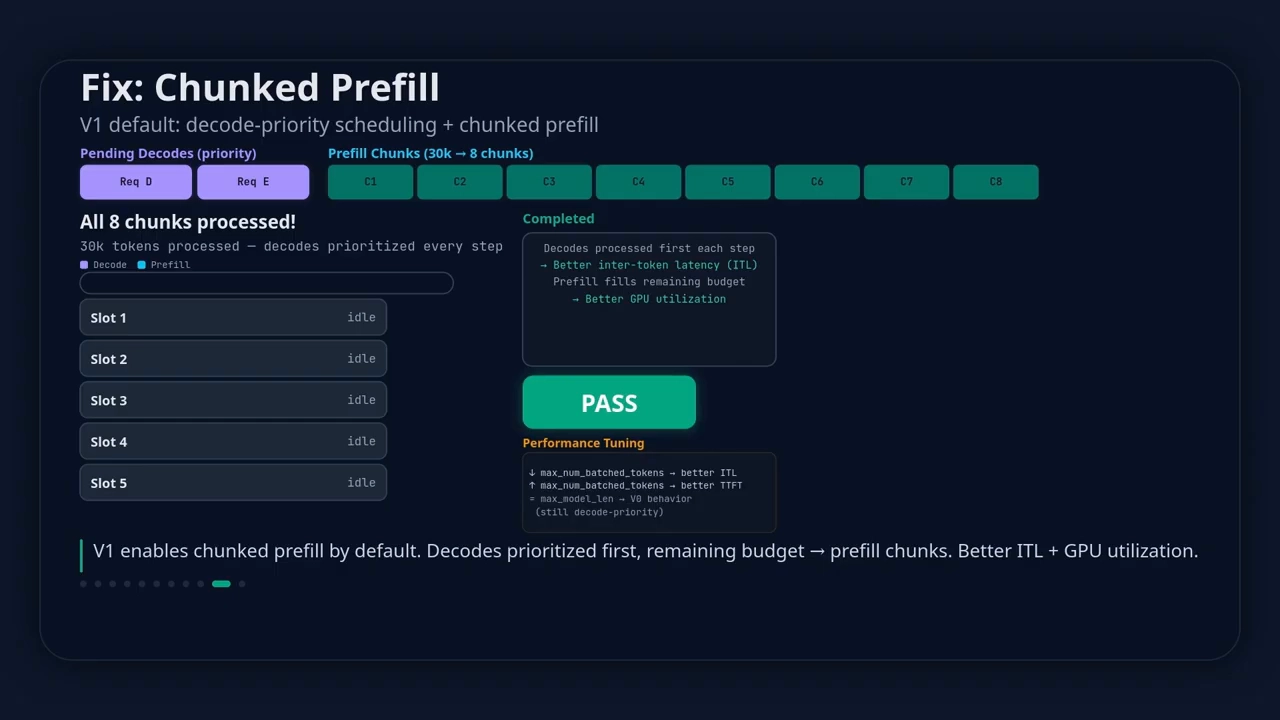 Fix: Chunked Prefill
V1 default: decode-priority scheduling + chunked prefill
Pending Decodes (priority)
Req D
Req E
Prefill Chunks (30k → 8 chunks)
C1
C2
C3
C4
C5
C6
C7
C8
All 8 chunks processed!
30k tokens processed — decodes prioritized every step
Decode
Prefill
Slot 1 idle
Slot 2 idle
Slot 3 idle
Slot 4 idle
Slot 5 idle
Completed
Decodes processed first each step
→ Better inter-token latency (ITL)
Prefill fills remaining budget
→ Better GPU utilization
PASS
Performance Tuning
↓ max_num_batched_tokens → better ITL
↑ max_num_batched_tokens → better TTFT
= max_model_len → V0 behavior
(still decode-priority)
V1 enables chunked prefill by default. Decodes prioritized first, remaining budget → prefill chunks. Better ITL + GPU utilization.